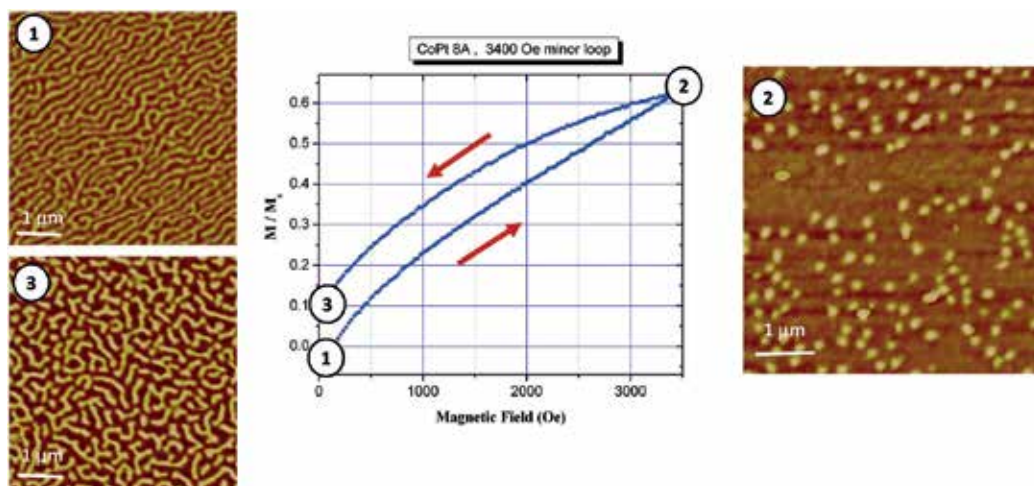 1
1 μm
3
1 μm
CoPt 8A , 3400 Oe minor loop
M / Ms
0.6
0.5
0.4
0.3
0.2
0.1
0.0
2
3
1
0
1000
2000
3000
Magnetic Field (Oe)
2
1 μm